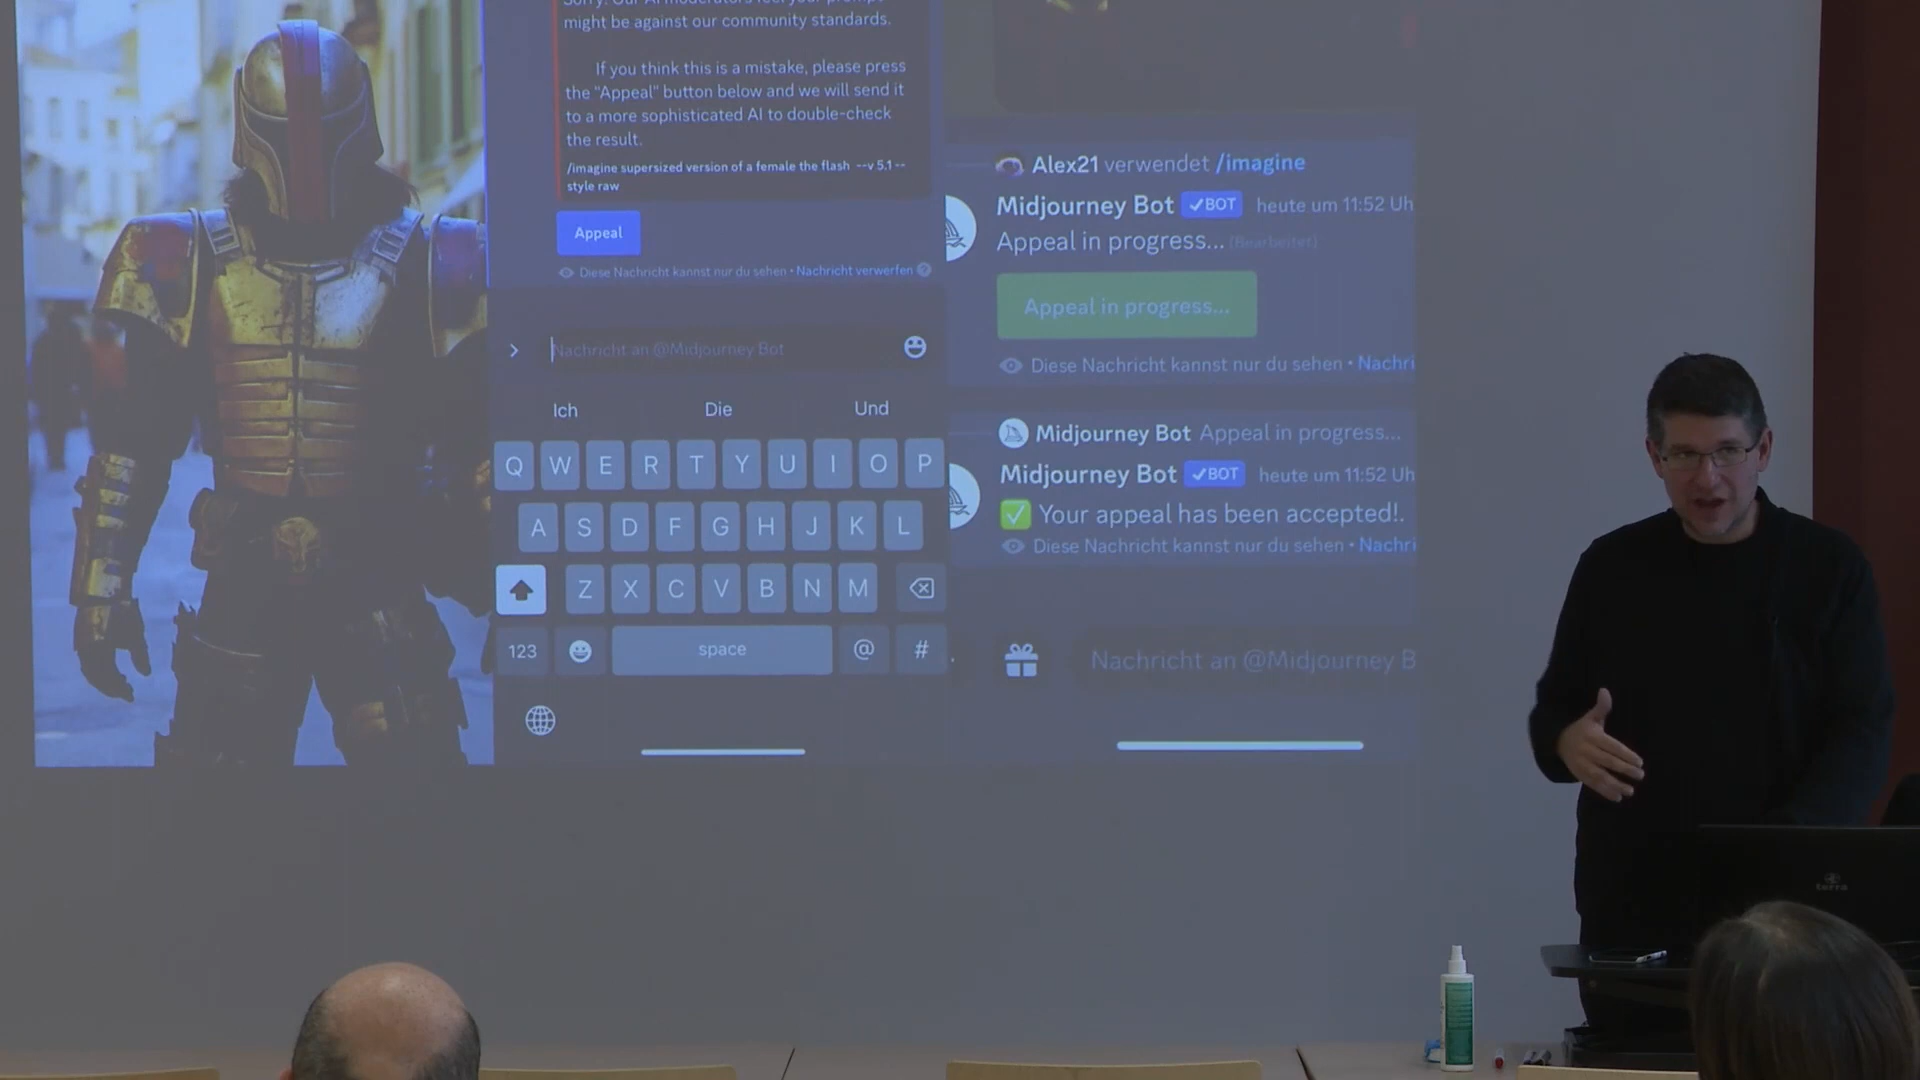 might be against our community standards.
If you think this is a mistake, please press
the "Appeal" button below and we will send it
to a more sophisticated AI to double-check
the result.
/imagine supersized version of a female the flash --v 5.1 --
style raw
Appeal
Diese Nachricht kannst nur du sehen • Nachricht verwerfen
Nachricht an @Midjourney Bot
Ich Die Und
Q W E R T Y U I O P
A S D F G H J K L
Z X C V B N M
123 space @ #
Alex21 verwendet /imagine
Midjourney Bot ✓BOT heute um 11:52 Uh
Appeal in progress... (Bearbeitet)
Appeal in progress...
Diese Nachricht kannst nur du sehen • Nachri
Midjourney Bot Appeal in progress...
Midjourney Bot ✓BOT heute um 11:52 Uh
Your appeal has been accepted!.
Diese Nachricht kannst nur du sehen • Nachri
Nachricht an @Midjourney B
terra